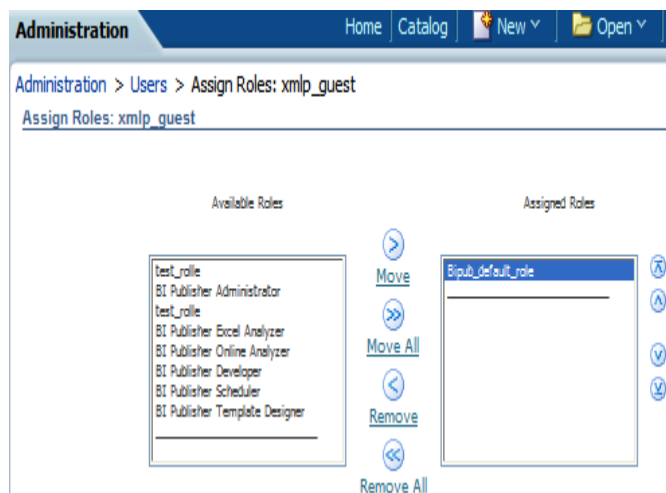 Administration
Home Catalog New Open
Administration > Users > Assign Roles: xmlp_guest
Assign Roles: xmlp_guest
Available Roles
Assigned Roles
test_rolle
BI Publisher Administrator
test_rolle
BI Publisher Excel Analyzer
BI Publisher Online Analyzer
BI Publisher Developer
BI Publisher Scheduler
BI Publisher Template Designer
Move
Move All
Remove
Remove All
Bipub_default_role